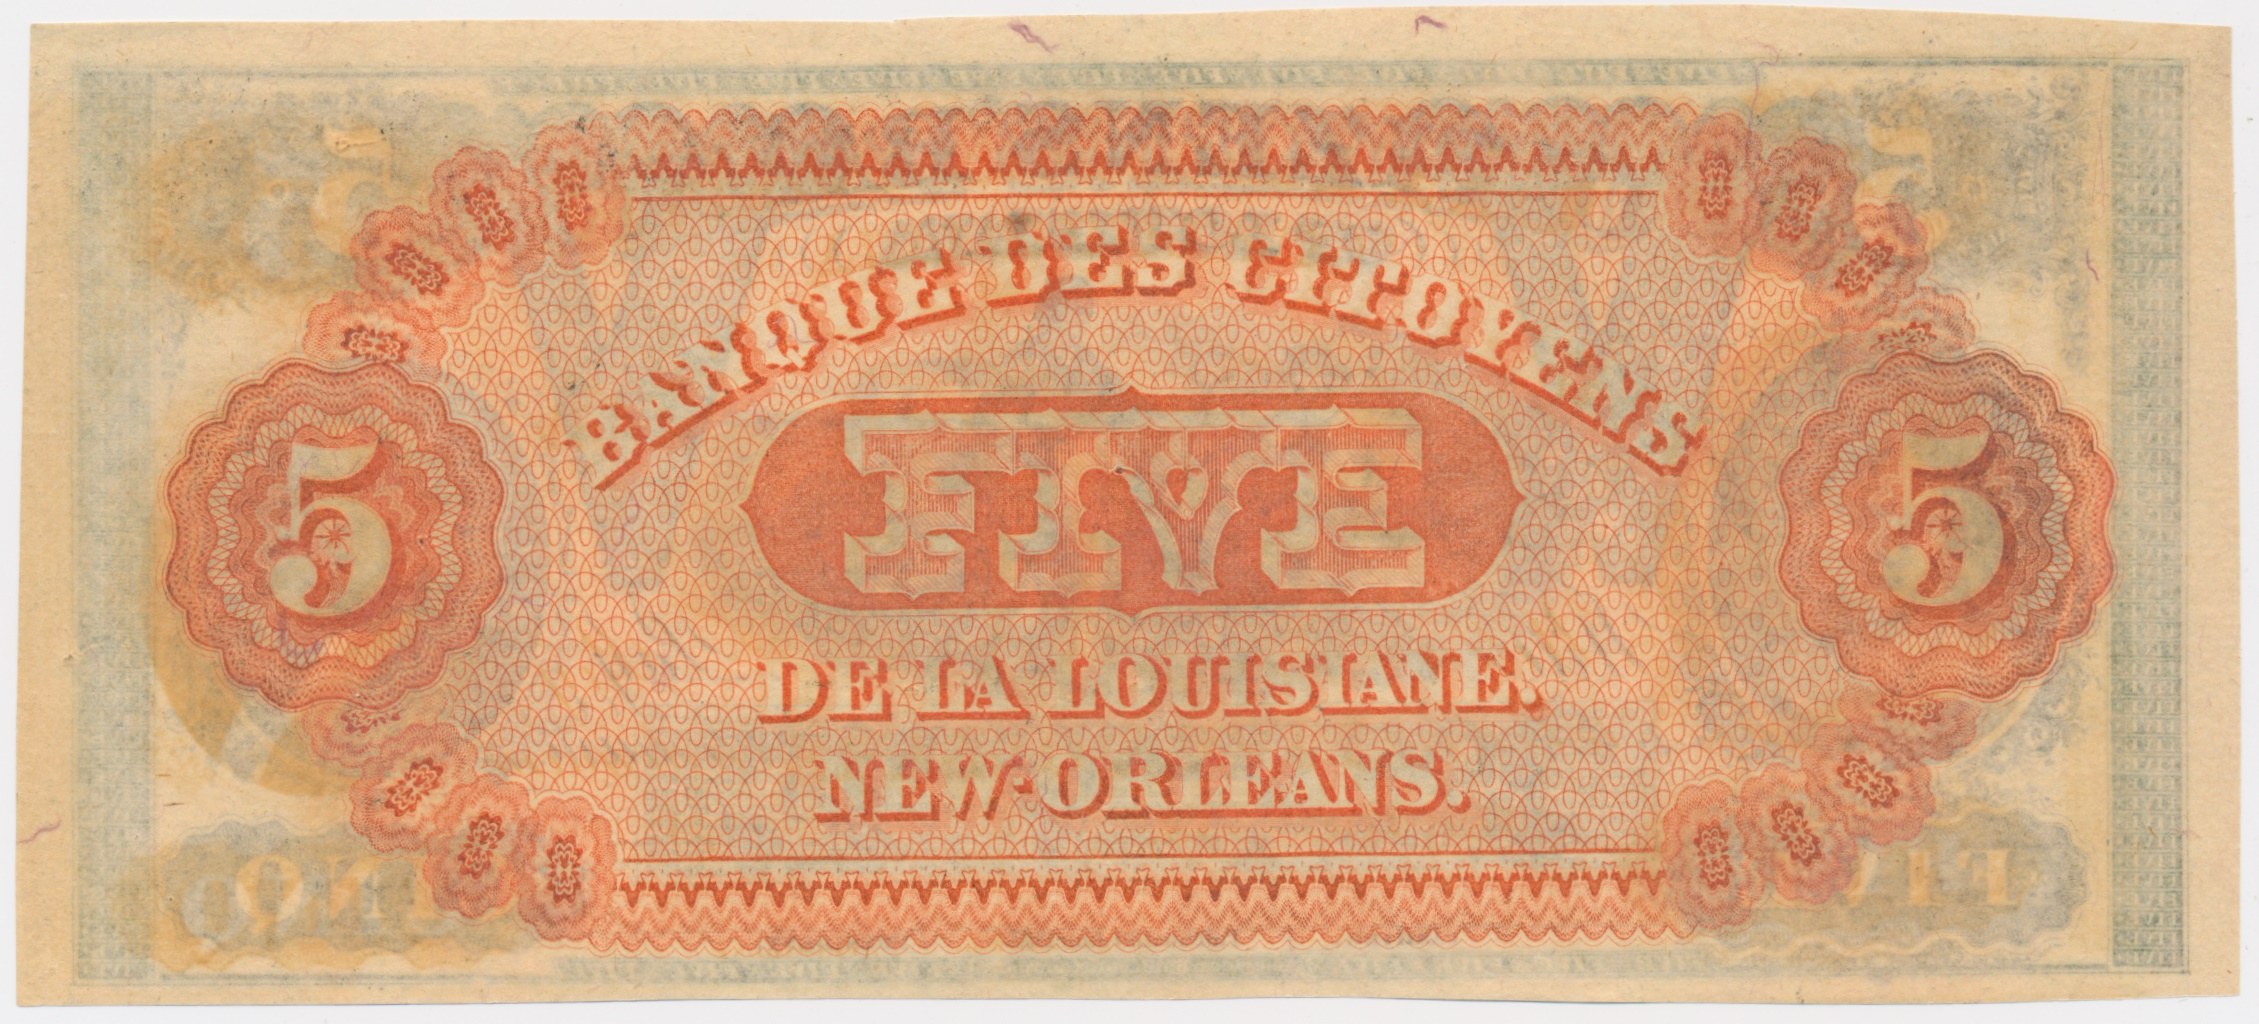 BANQUE DES CITOYENS
5 FIVE 5
DE LA LOUISIANE.
NEW-ORLEANS.